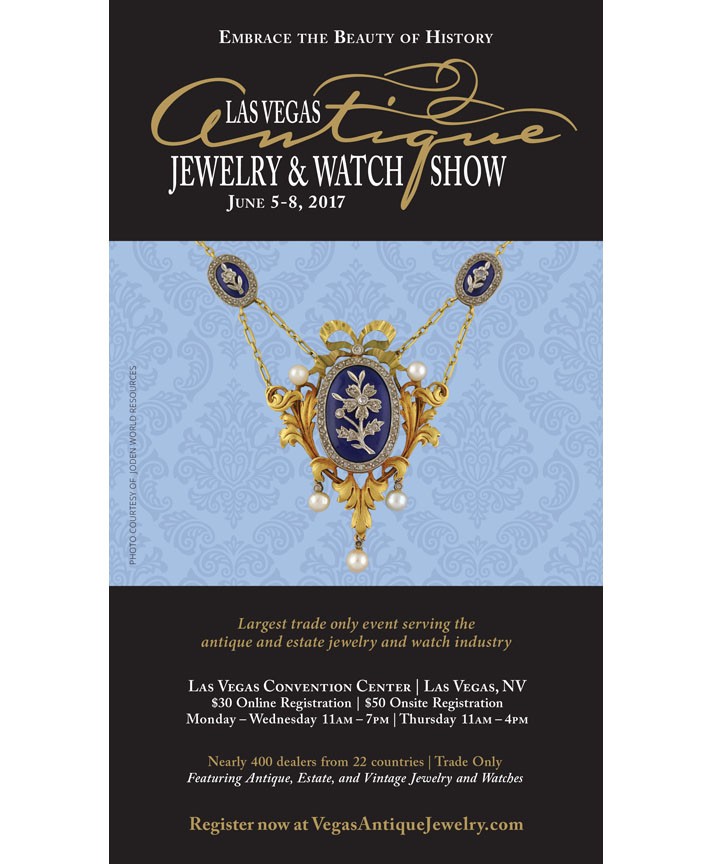 Embrace the Beauty of History
LAS VEGAS
Antique
JEWELRY & WATCH SHOW
June 5-8, 2017
PHOTO COURTESY OF JODEN WORLD RESOURCES
Largest trade only event serving the
antique and estate jewelry and watch industry
Las Vegas Convention Center | Las Vegas, NV
$30 Online Registration | $50 Onsite Registration
Monday – Wednesday 11am – 7pm | Thursday 11am – 4pm
Nearly 400 dealers from 22 countries | Trade Only
Featuring Antique, Estate, and Vintage Jewelry and Watches
Register now at VegasAntiqueJewelry.com